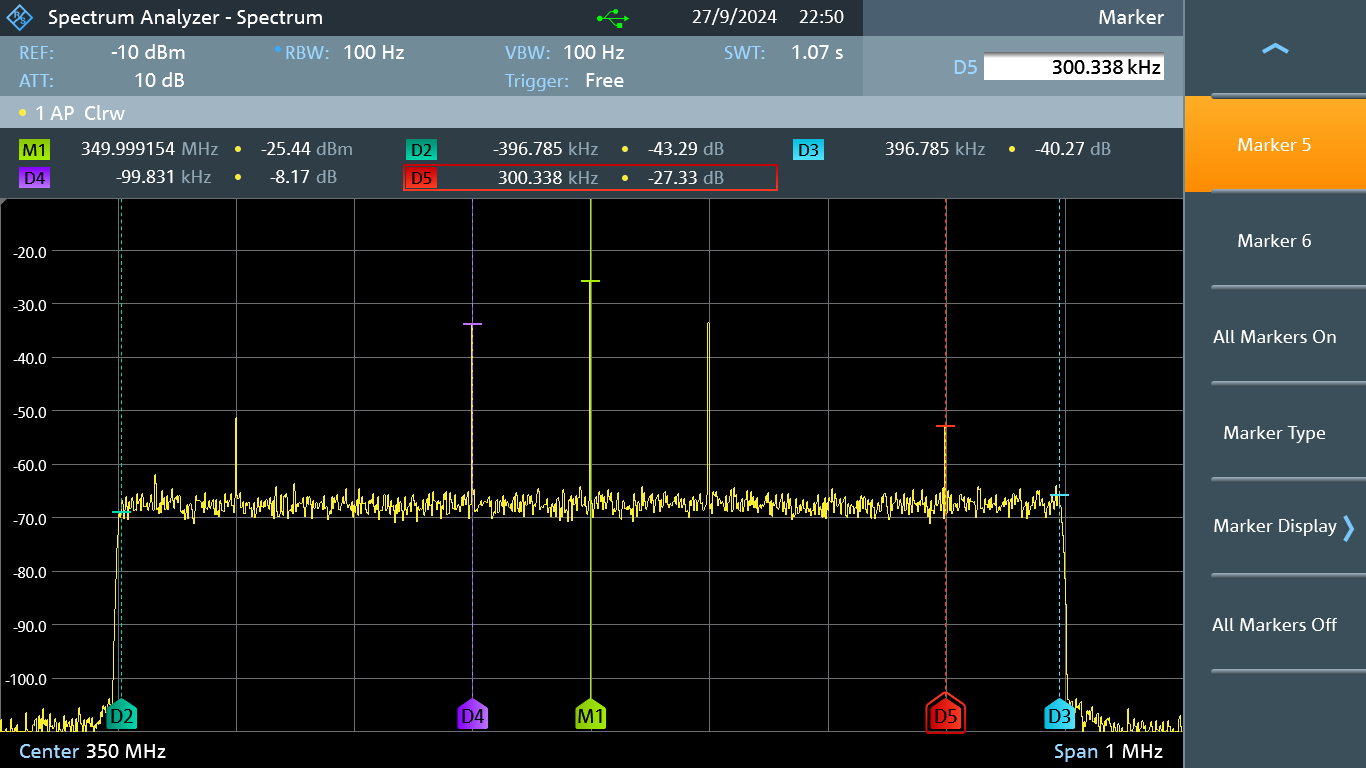 R&S Spectrum Analyzer - Spectrum 27/9/2024 22:50 Marker
REF: -10 dBm RBW: 100 Hz VBW: 100 Hz SWT: 1.07 s
ATT: 10 dB Trigger: Free
D5 300.338 kHz
1 AP Clrw
M1 349.999154 MHz -25.44 dBm D2 -396.785 kHz -43.29 dB D3 396.785 kHz -40.27 dB
D4 -99.831 kHz -8.17 dB D5 300.338 kHz -27.33 dB
-20.0
-30.0
-40.0
-50.0
-60.0
-70.0
-80.0
-90.0
-100.0
D2 D4 M1 D5 D3
Center 350 MHz Span 1 MHz
Marker 5
Marker 6
All Markers On
Marker Type
Marker Display
All Markers Off